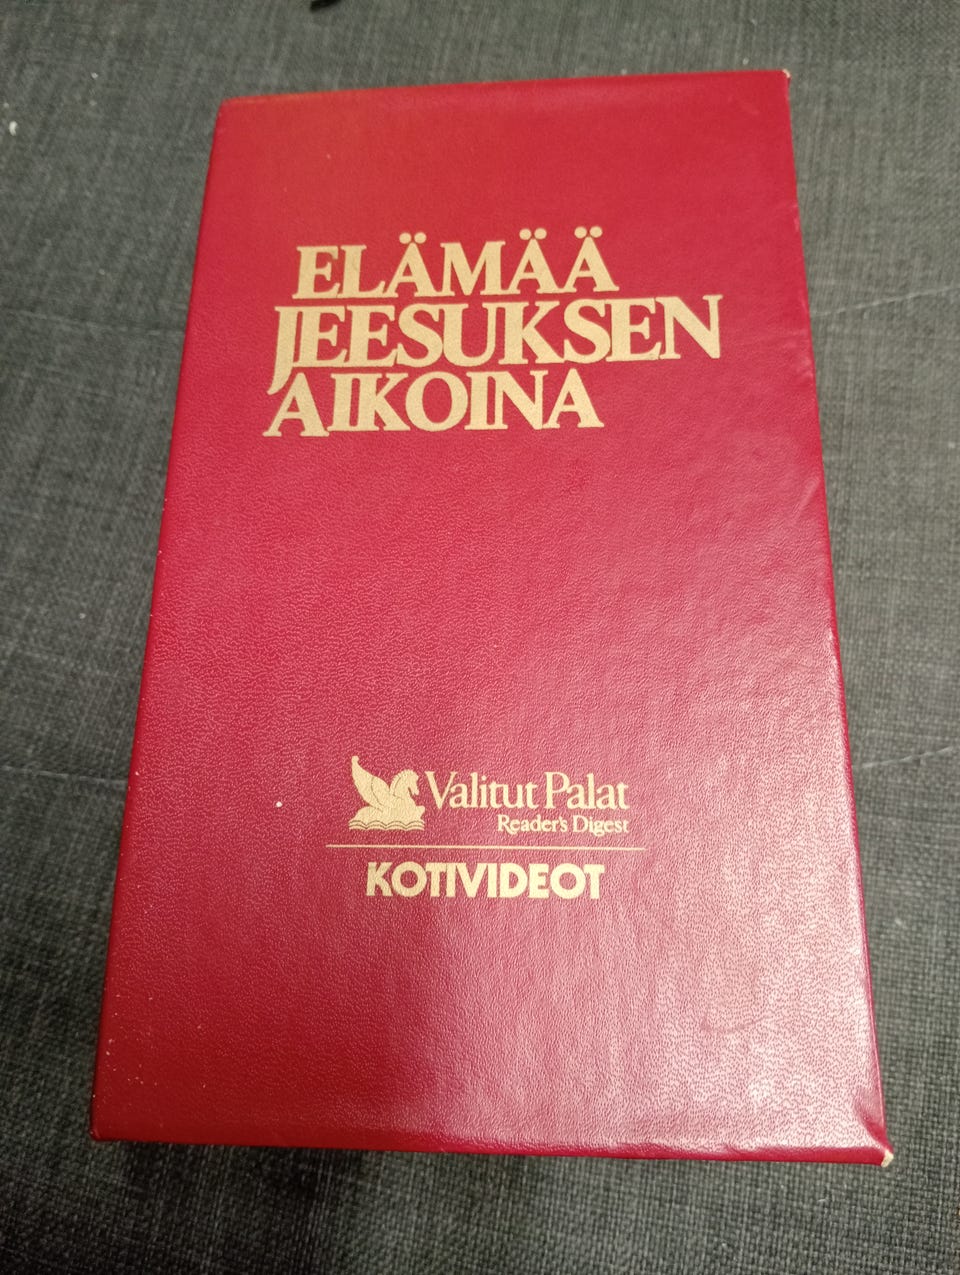 ELÄMÄÄ
JEESUKSEN
AIKOINA
Valitut Palat
Reader's Digest
KOTIVIDEOT